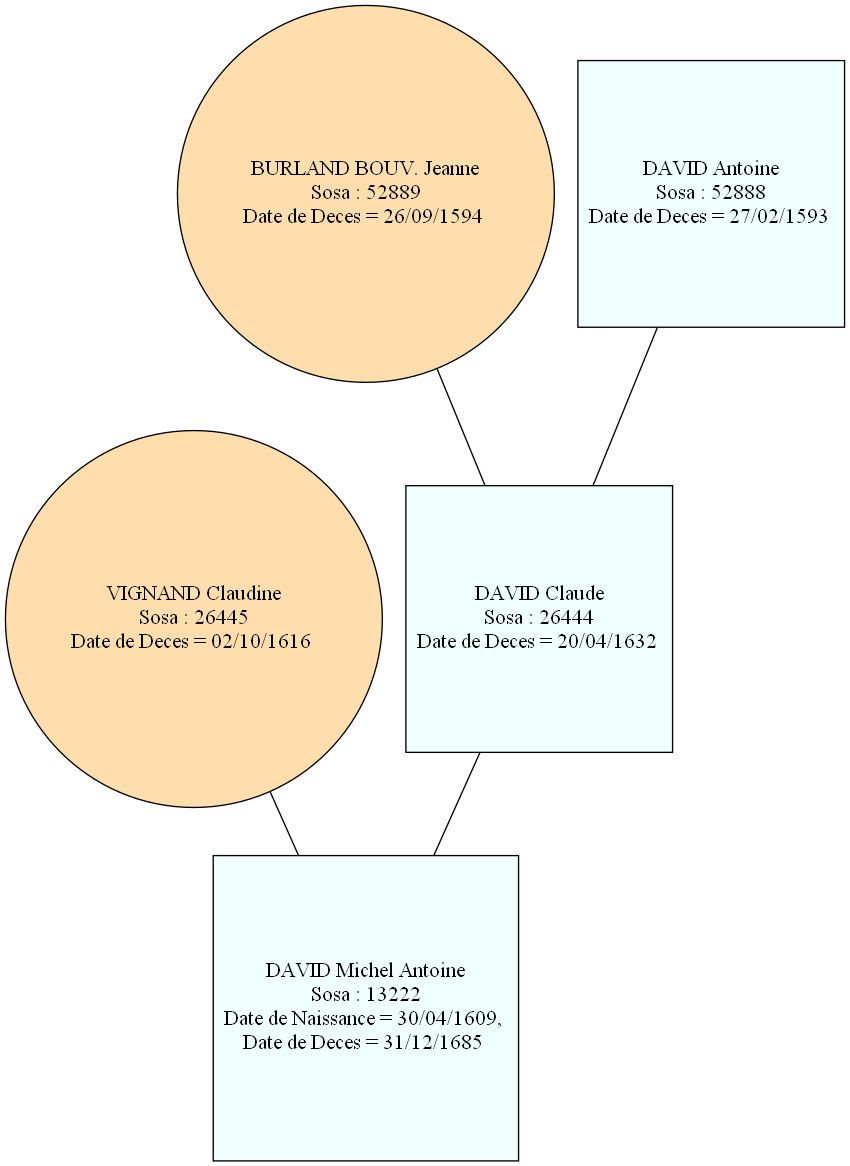 BURLAND BOUV. Jeanne
Sosa : 52889
Date de Deces = 26/09/1594
DAVID Antoine
Sosa : 52888
Date de Deces = 27/02/1593
VIGNAND Claudine
Sosa : 26445
Date de Deces = 02/10/1616
DAVID Claude
Sosa : 26444
Date de Deces = 20/04/1632
DAVID Michel Antoine
Sosa : 13222
Date de Naissance = 30/04/1609,
Date de Deces = 31/12/1685